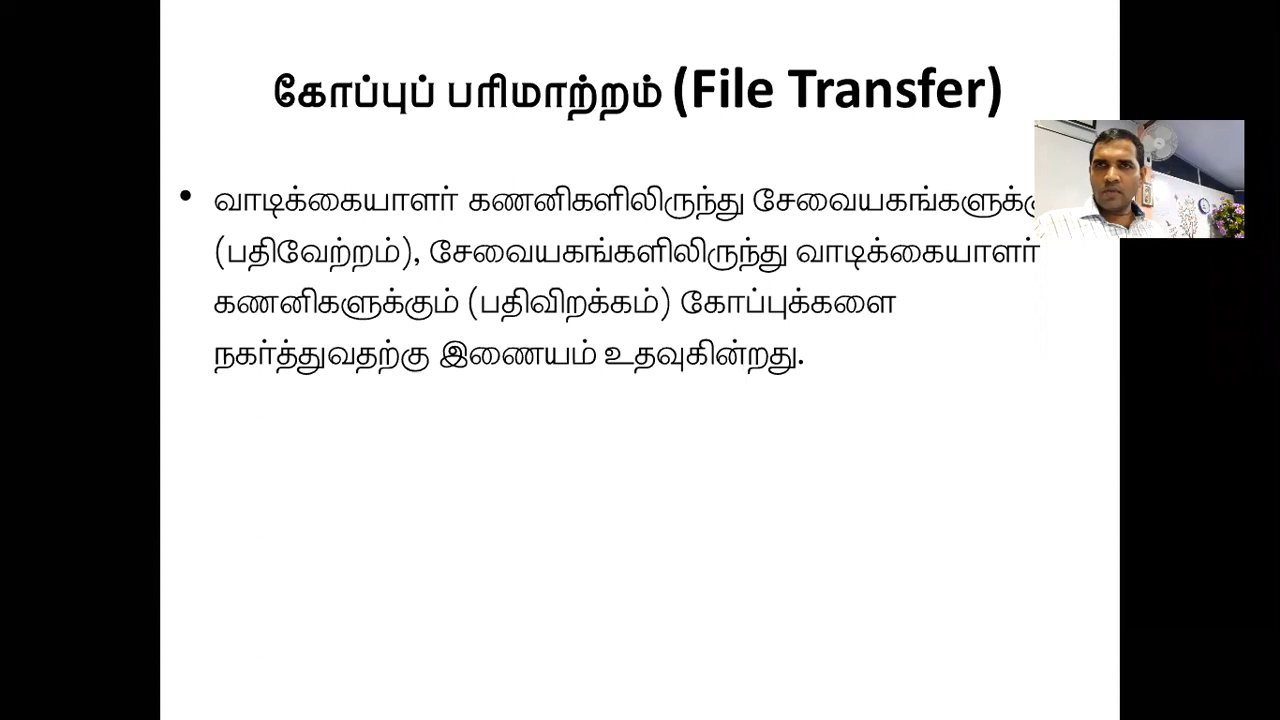 கோப்புப் பரிமாற்றம் (File Transfer)
• வாடிக்கையாளர் கணனிகளிலிருந்து சேவையகங்களுக்கு
(பதிவேற்றம்), சேவையகங்களிலிருந்து வாடிக்கையாளர்
கணனிகளுக்கும் (பதிவிறக்கம்) கோப்புக்களை
நகர்த்துவதற்கு இணையம் உதவுகின்றது.